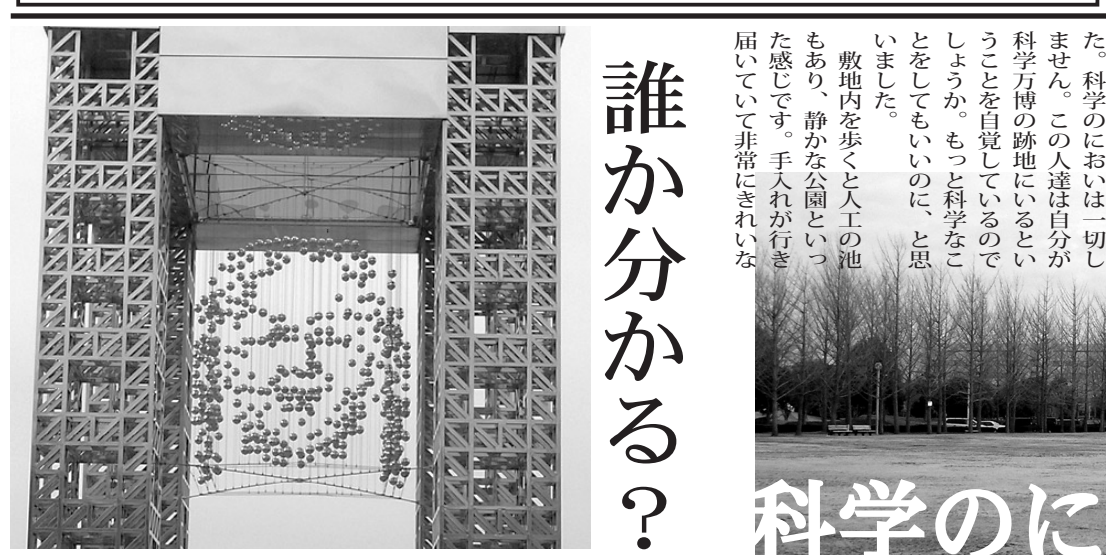 た。科学のにおいは一切し
ません。この人達は自分が
科学万博の跡地にいるとい
うことを自覚しているので
しょうか。もっと科学なこ
とをしてもいいのに、と思
いました。
敷地内を歩くと人工の池
もあり、静かな公園といっ
た感じです。手入れが行き
届いていて非常にきれいな
科学のに
誰か分かる？